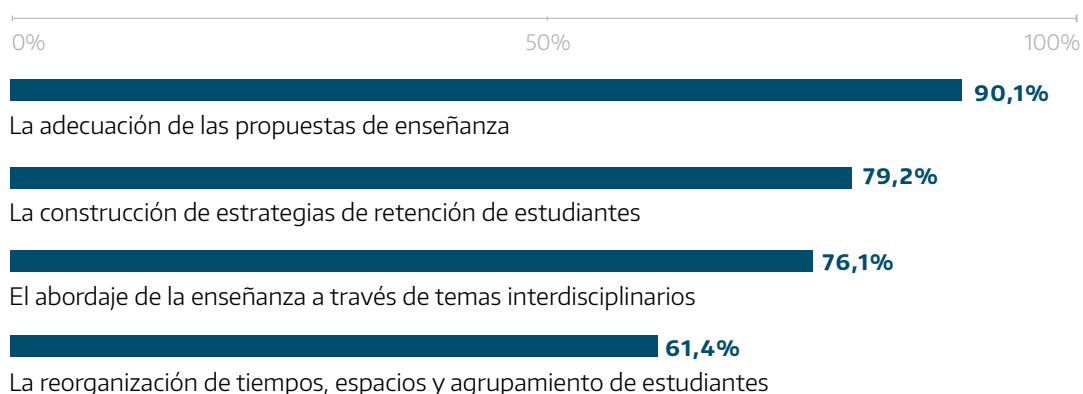 0% 50% 100%
90,1%
La adecuación de las propuestas de enseñanza
79,2%
La construcción de estrategias de retención de estudiantes
76,1%
El abordaje de la enseñanza a través de temas interdisciplinarios
61,4%
La reorganización de tiempos, espacios y agrupamiento de estudiantes